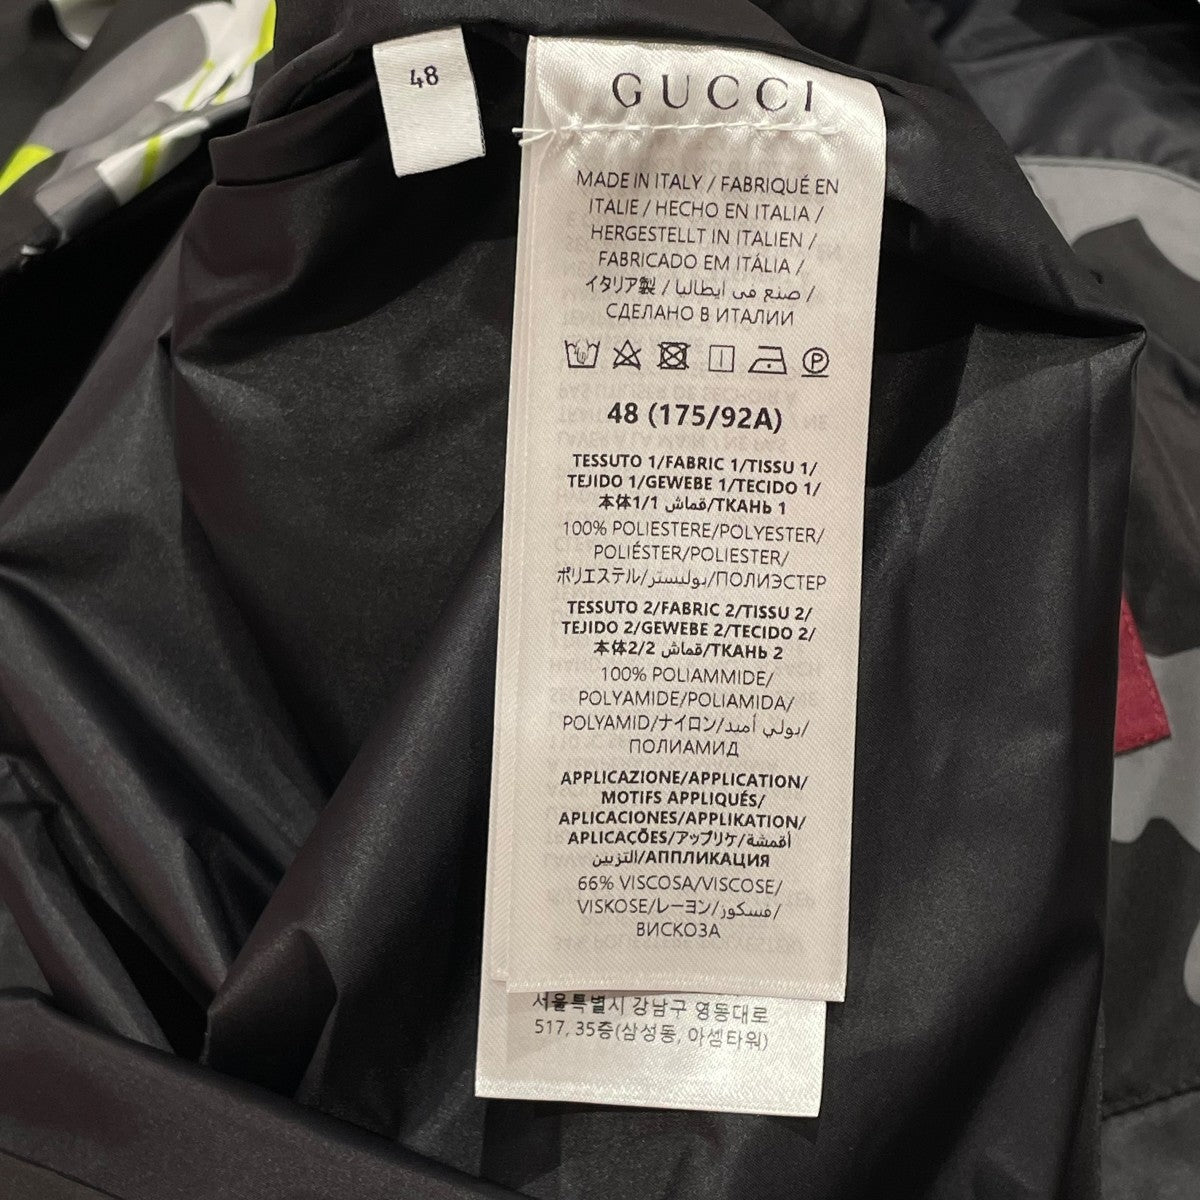 48
GUCCI
MADE IN ITALY / FABRIQUÉ EN
ITALIE / HECHO EN ITALIA /
HERGESTELLT IN ITALIEN /
FABRICADO EM ITÁLIA /
イタリア製 / صنع في ايطاليا /
СДЕЛАНО В ИТАЛИИ
P
48 (175/92A)
TESSUTO 1/FABRIC 1/TISSU 1/
TEJIDO 1/GEWEBE 1/TECIDO 1/
本体1/1 قماش/ТКАНЬ 1
100% POLIESTERE/POLYESTER/
POLIÉSTER/POLIESTER/
ポリエステル/بوليستر/ПОЛИЭСТЕР
TESSUTO 2/FABRIC 2/TISSU 2/
TEJIDO 2/GEWEBE 2/TECIDO 2/
本体2/2 قماش/ТКАНЬ 2
100% POLIAMMIDE/
POLYAMIDE/POLIAMIDA/
POLYAMID/ナイロン/بولي أميد/
ПОЛИАМИД
APPLICAZIONE/APPLICATION/
MOTIFS APPLIQUÉS/
APLICACIONES/APPLIKATION/
APLICAÇÕES/アップリケ/أقمشة
التزيين/АППЛИКАЦИЯ
66% VISCOSA/VISCOSE/
VISKOSE/レーヨン/فسكوز/
ВИСКОЗА
서울특별시 강남구 영동대로
517, 35층(삼성동, 아셈타워)